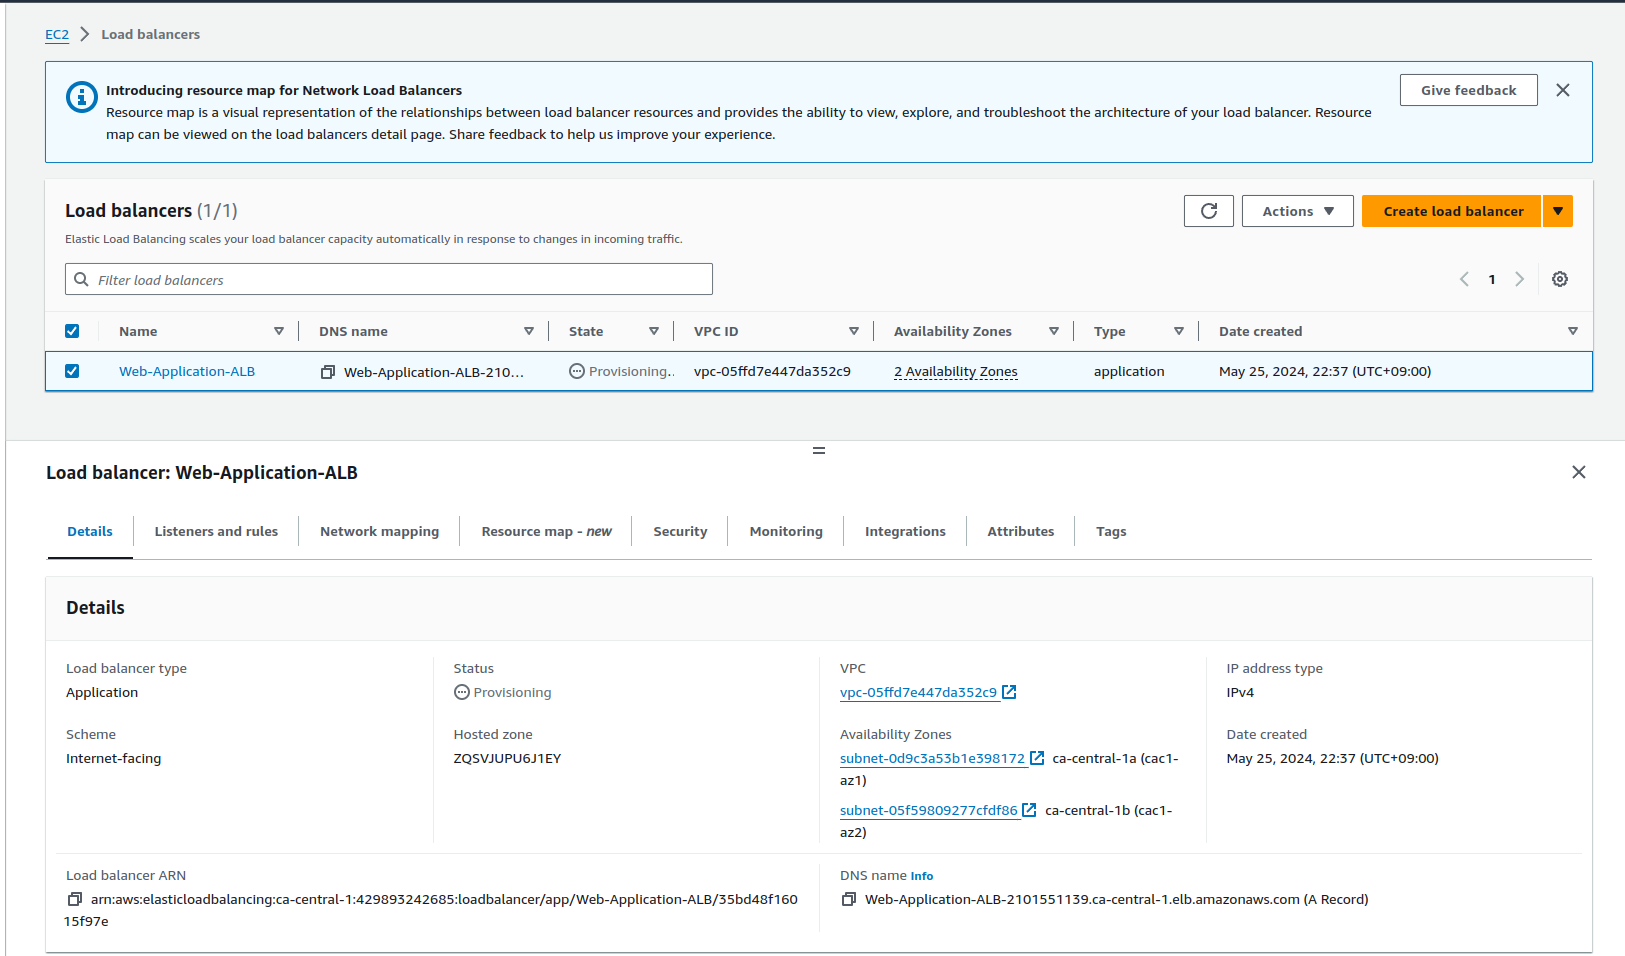 EC2 Load balancers
Introducing resource map for Network Load Balancers
Resource map is a visual representation of the relationships between load balancer resources and provides the ability to view, explore, and troubleshoot the architecture of your load balancer. Resource
map can be viewed on the load balancers detail page. Share feedback to help us improve your experience.
Give feedback
Load balancers (1/1)
Actions
Create load balancer
Elastic Load Balancing scales your load balancer capacity automatically in response to changes in incoming traffic.
Filter load balancers
1
Name DNS name State VPC ID Availability Zones Type Date created
Web-Application-ALB Web-Application-ALB-210... Provisioning.. vpc-05ffd7e447da352c9 2 Availability Zones application May 25, 2024, 22:37 (UTC+09:00)
Load balancer: Web-Application-ALB
Details Listeners and rules Network mapping Resource map - new Security Monitoring Integrations Attributes Tags
Details
Load balancer type
Application
Scheme
Internet-facing
Status
Provisioning
Hosted zone
ZQSVJUPU6J1EY
VPC
vpc-05ffd7e447da352c9
Availability Zones
subnet-0d9c3a53b1e398172 ca-central-1a (cac1-
az1)
subnet-05f59809277cfdf86 ca-central-1b (cac1-
az2)
IP address type
IPv4
Date created
May 25, 2024, 22:37 (UTC+09:00)
Load balancer ARN
arn:aws:elasticloadbalancing:ca-central-1:429893242685:loadbalancer/app/Web-Application-ALB/35bd48f160
15f97e
DNS name Info
Web-Application-ALB-2101551139.ca-central-1.elb.amazonaws.com (A Record)